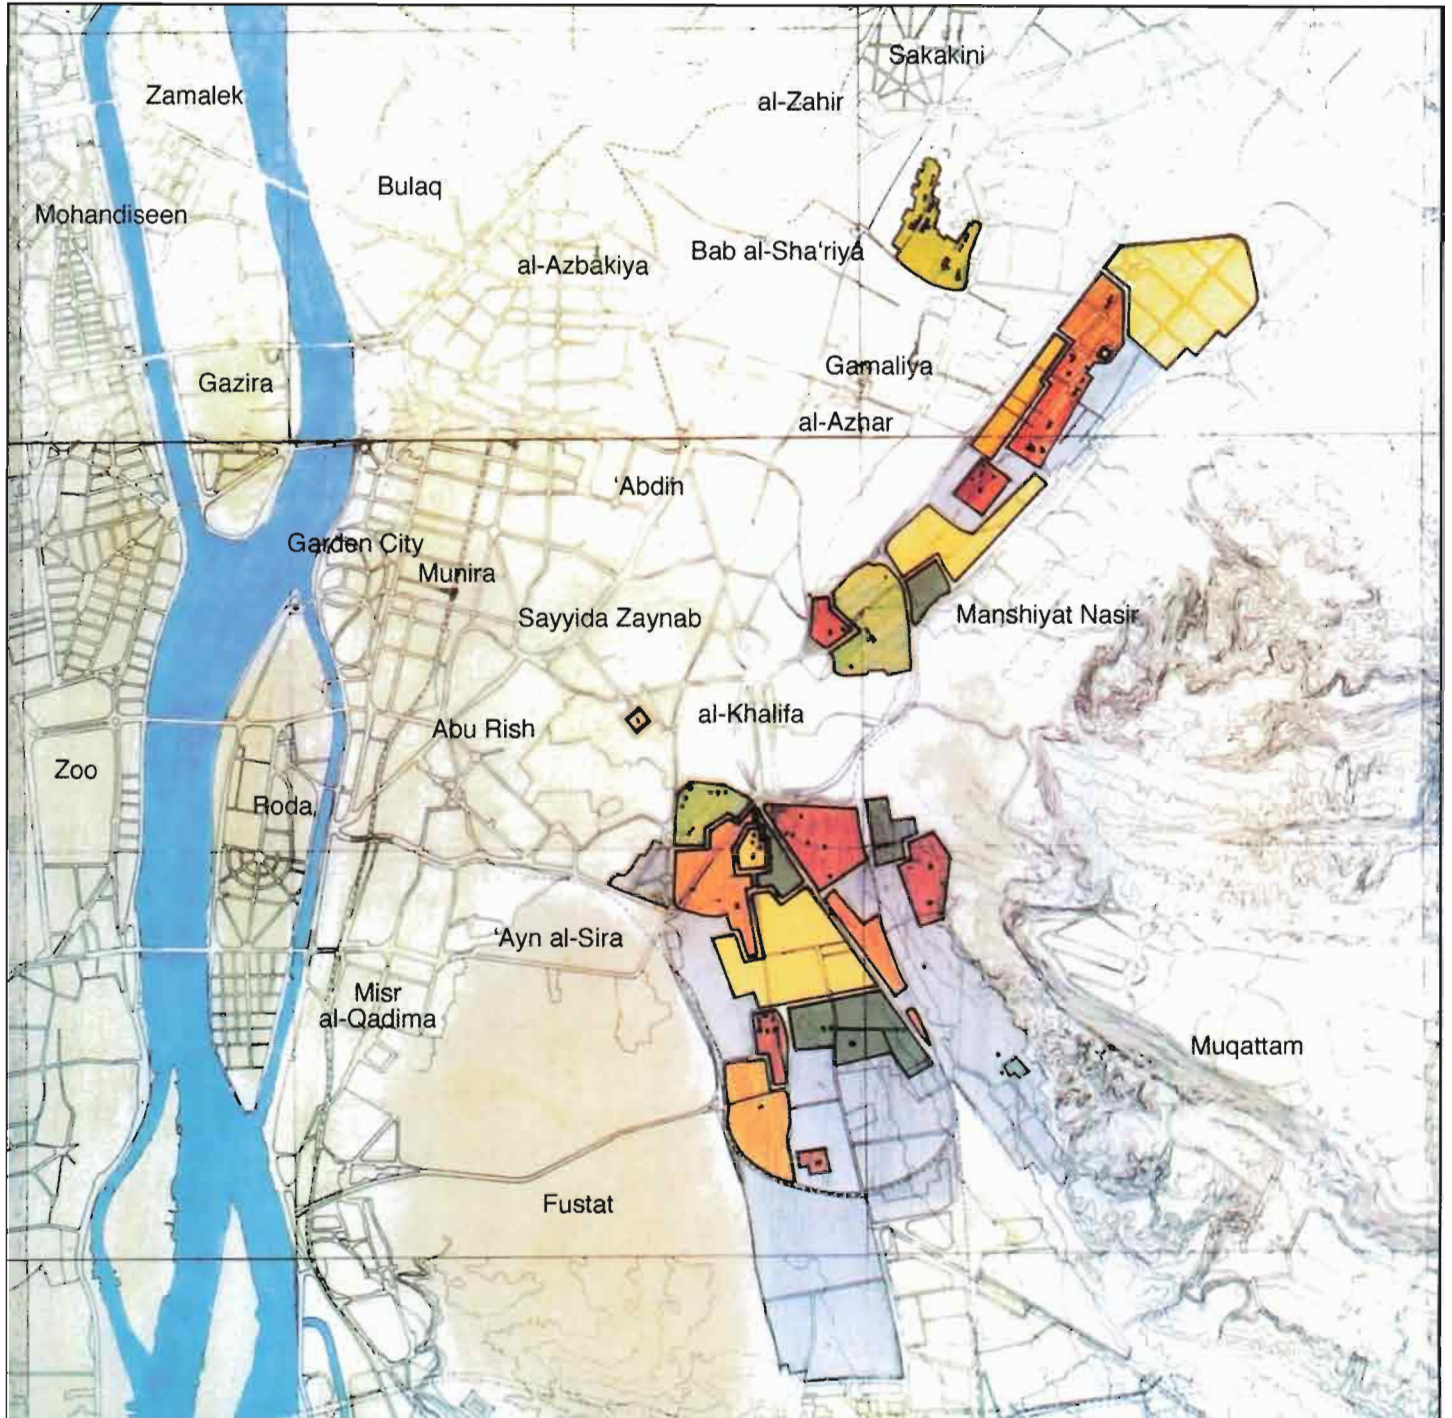 Sakakini
Zamalek
al-Zahir
Bulaq
Mohandiseen
Bab al-Sha‘riya
al-Azbakiya
Gamaliya
Gazira
al-Azhar
‘Abdin
Garden City
Munira
Sayyida Zaynab
Manshiyat Nasir
al-Khalifa
Abu Rish
Zoo
Roda
‘Ayn al-Sira
Misr
al-Qadima
Muqattam
Fustat